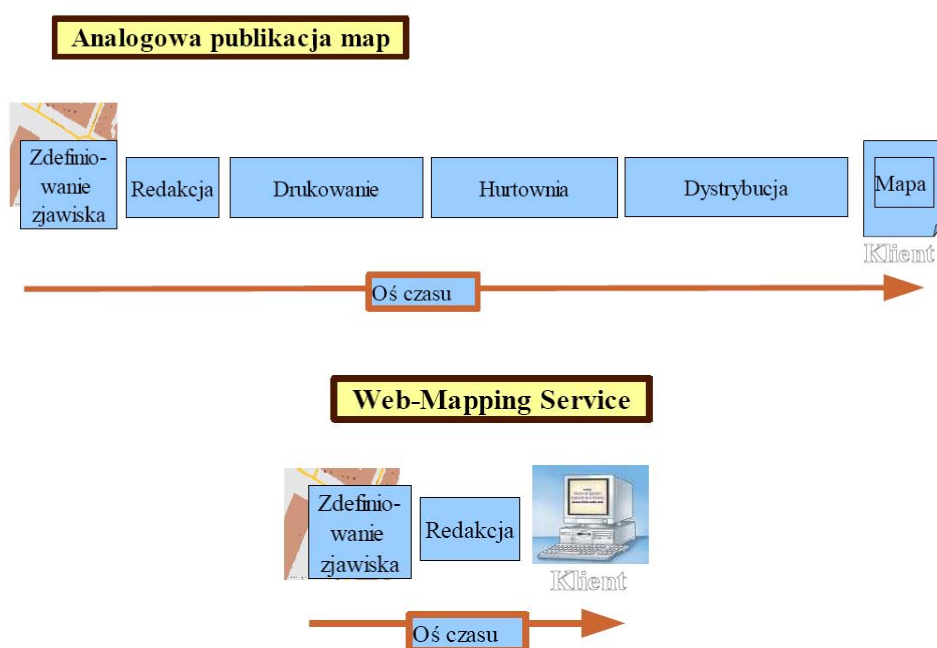 Analogowa publikacja map
Zdefinio-
wanie
zjawiska
Redakcja
Drukowanie
Hurtownia
Dystrybucja
Mapa
Klient
Oś czasu
Web-Mapping Service
Zdefinio-
wanie
zjawiska
Redakcja
Klient
Oś czasu